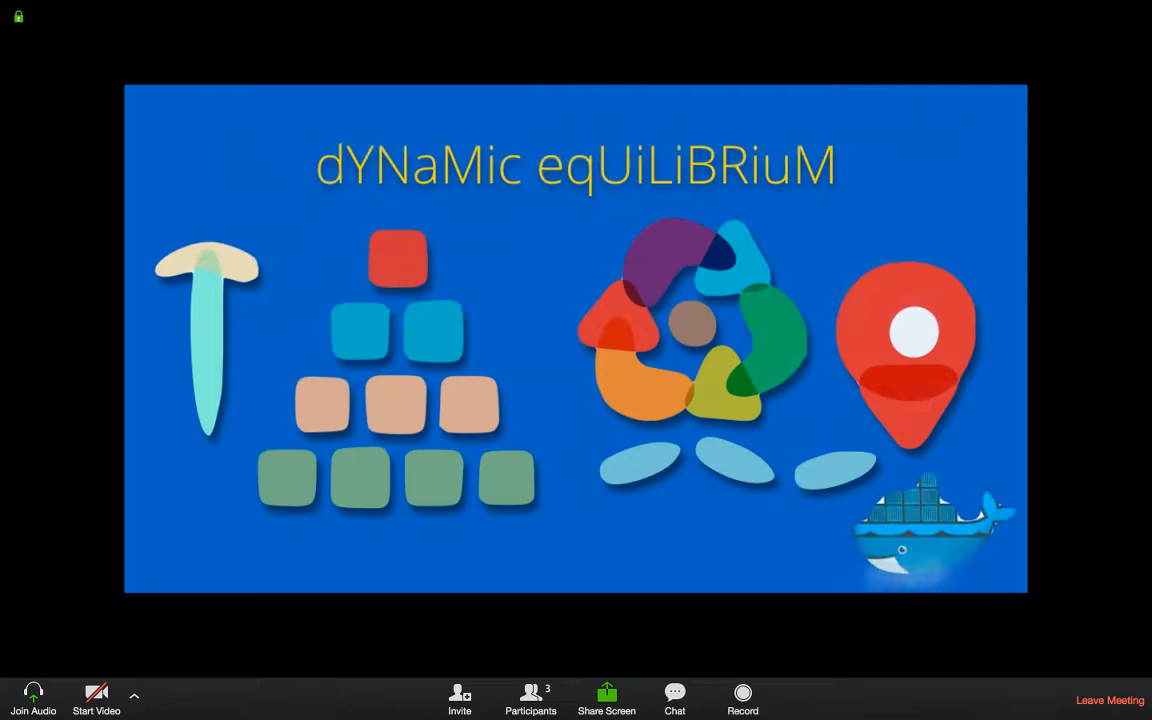 dYNaMic eqUiLiBRiuM
3
Join Audio
Start Video
Invite
Participants
Share Screen
Chat
Record
Leave Meeting